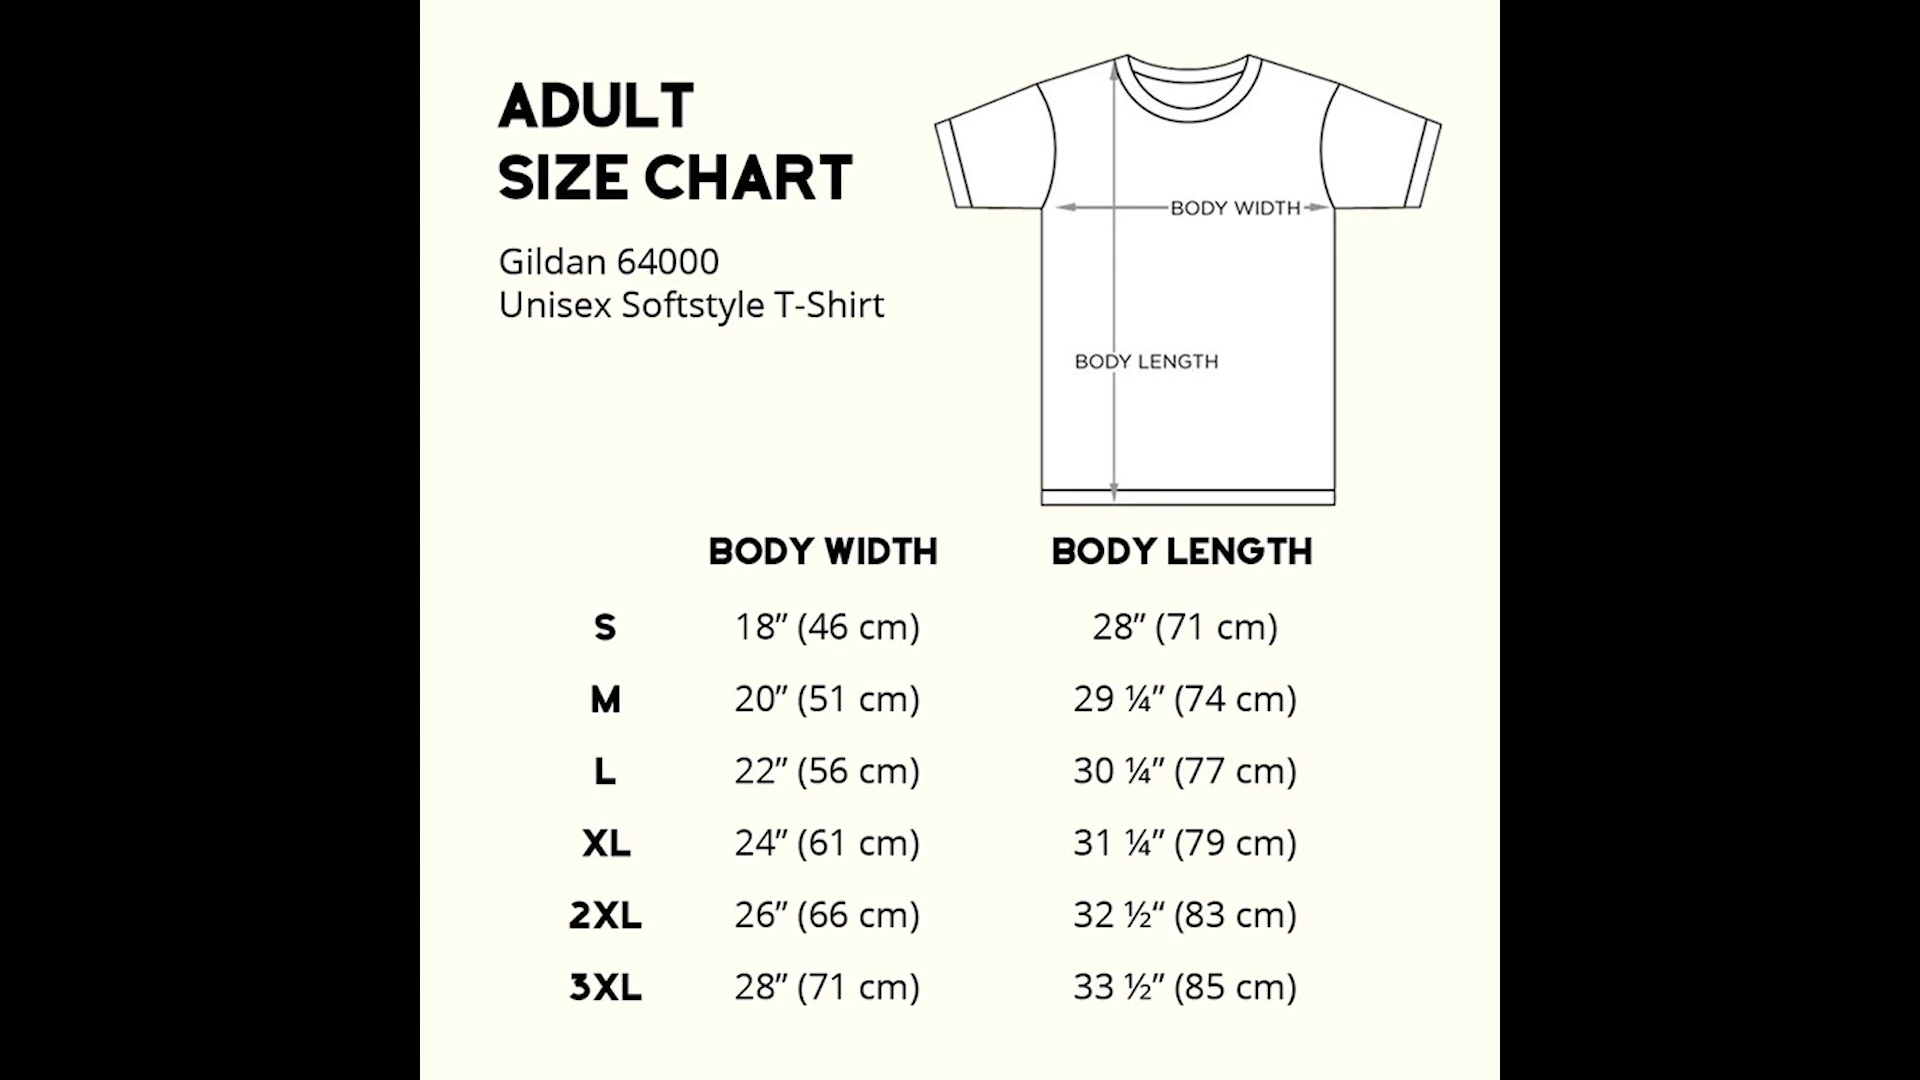 ADULT
SIZE CHART
Gildan 64000
Unisex Softstyle T-Shirt
BODY WIDTH
BODY LENGTH
BODY WIDTH BODY LENGTH
S 18” (46 cm) 28” (71 cm)
M 20” (51 cm) 29 ¼” (74 cm)
L 22” (56 cm) 30 ¼” (77 cm)
XL 24” (61 cm) 31 ¼” (79 cm)
2XL 26” (66 cm) 32 ½“ (83 cm)
3XL 28” (71 cm) 33 ½” (85 cm)